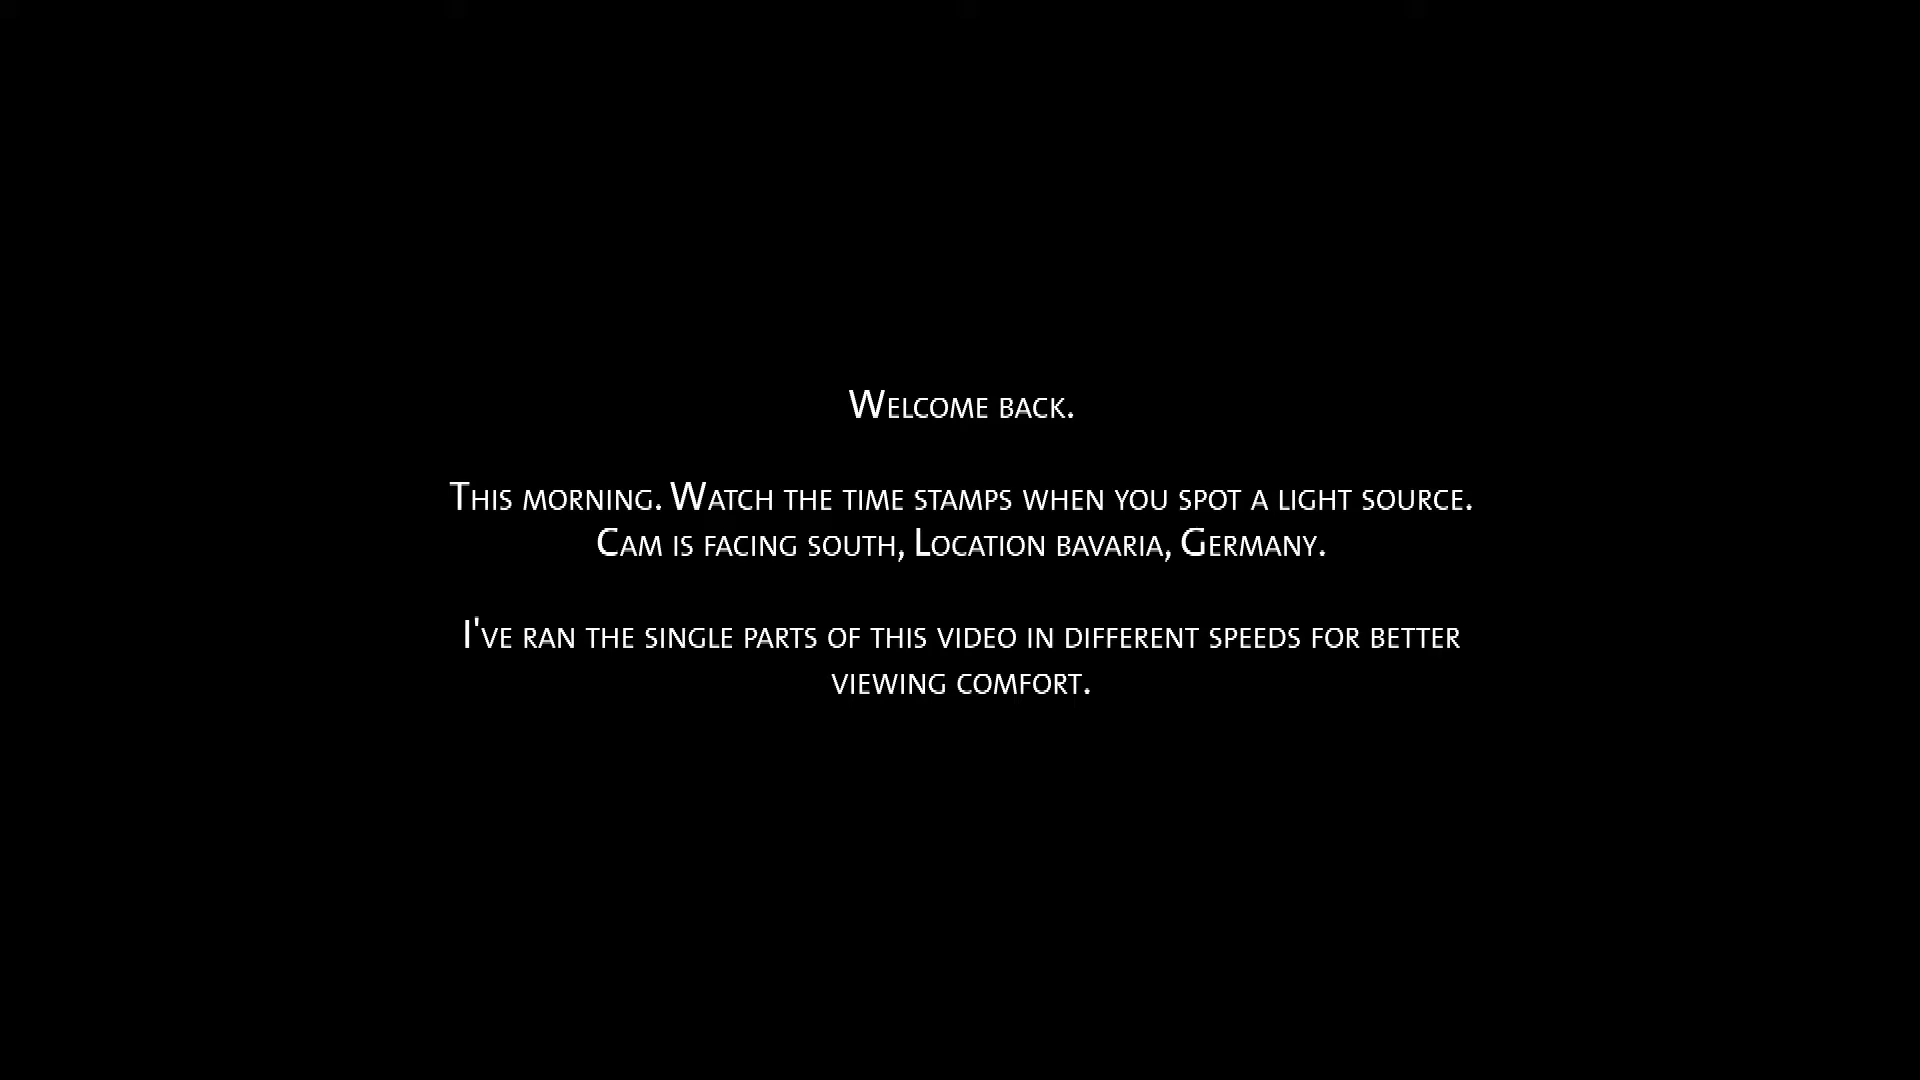 Welcome back.
This morning. Watch the time stamps when you spot a light source.
Cam is facing south, Location bavaria, Germany.
I've ran the single parts of this video in different speeds for better
viewing comfort.